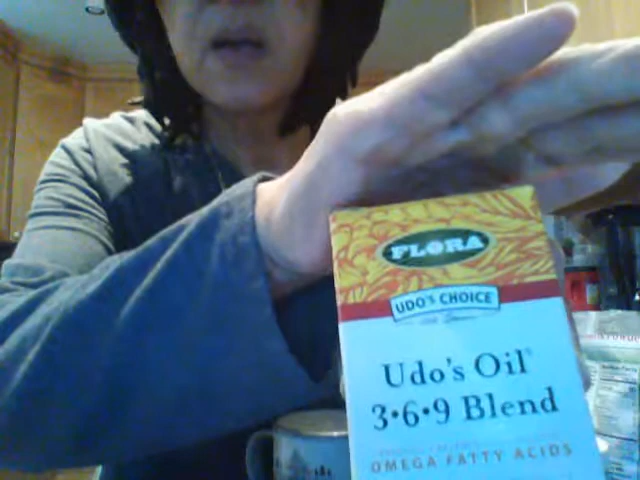 FLORA
UDO'S CHOICE
Udo's Oil®
3•6•9 Blend
OMEGA FATTY ACIDS